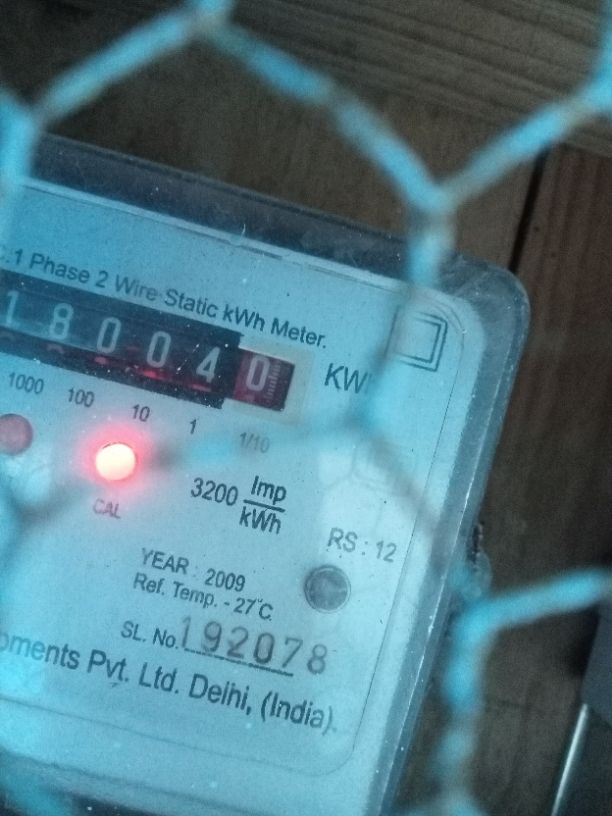 .1 Phase 2 Wire Static kWh Meter.
180040
KW
1000 100 10 1 1/10
CAL
3200 Imp
kWh
RS : 12
YEAR : 2009
Ref. Temp. - 27°C
SL. No. 192078
pments Pvt. Ltd. Delhi, (India).